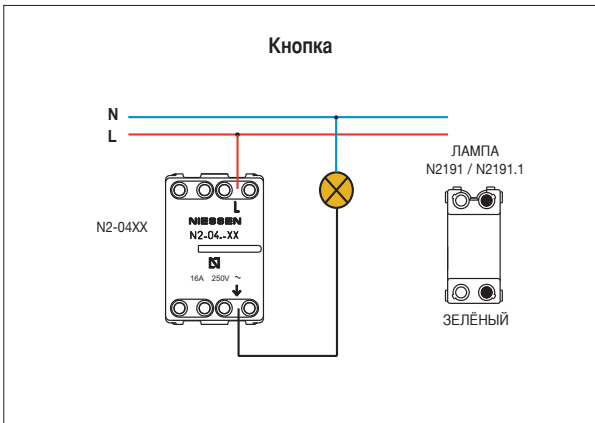 Кнопка
N
L
ЛАМПА
N2191 / N2191.1
N2-04XX
L
NIESSEN
N2-04..-XX
16A 250V ~
ЗЕЛЁНЫЙ